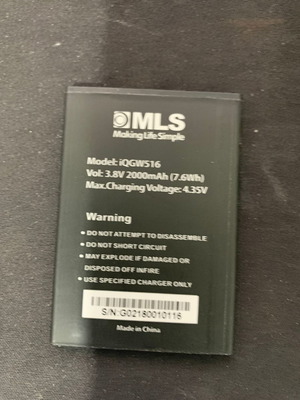 MLS
Making Life Simple
Model: iQGW516
Vol: 3.8V 2000mAh (7.6Wh)
Max.Charging Voltage: 4.35V
Warning
• DO NOT ATTEMPT TO DISASSEMBLE
• DO NOT SHORT CIRCUIT
• MAY EXPLODE IF DAMAGED OR
DISPOSED OFF INFIRE
• USE SPECIFIED CHARGER ONLY
S/N:G02180010116
Made in China